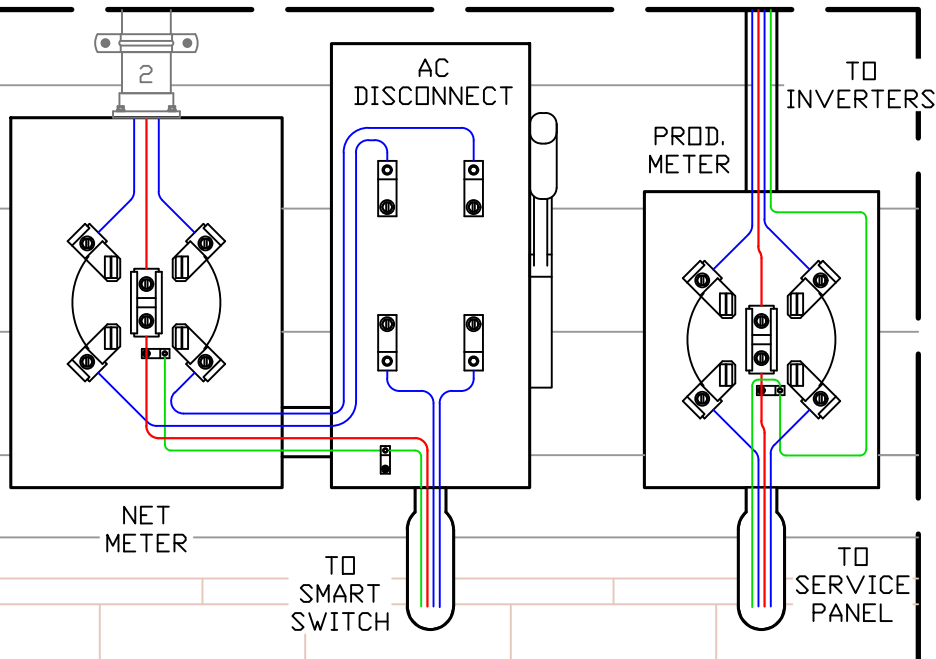 2
AC
DISCONNECT
TO
INVERTERS
PROD.
METER
NET
METER
TO
SMART
SWITCH
TO
SERVICE
PANEL